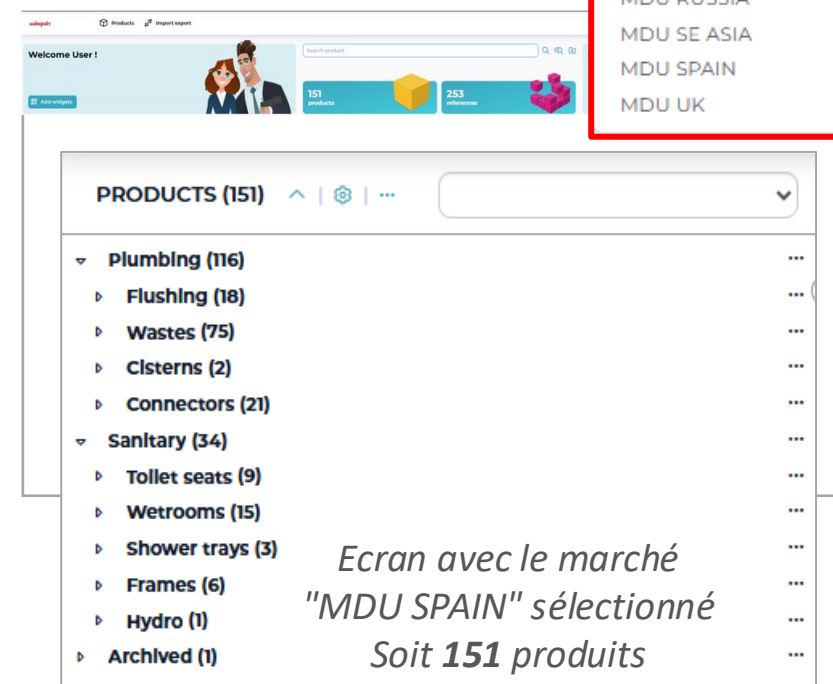 MDU RUSSIA
MDU SE ASIA
MDU SPAIN
MDU UK
Products Import export
Welcome User !
Search product
Add widgets
151
products
253
references
PRODUCTS (151)
Plumbing (116)
Flushing (18)
Wastes (75)
Cisterns (2)
Connectors (21)
Sanitary (34)
Toilet seats (9)
Wetrooms (15)
Shower trays (3)
Frames (6)
Hydro (1)
Archived (1)
Ecran avec le marché
"MDU SPAIN" sélectionné
Soit 151 produits